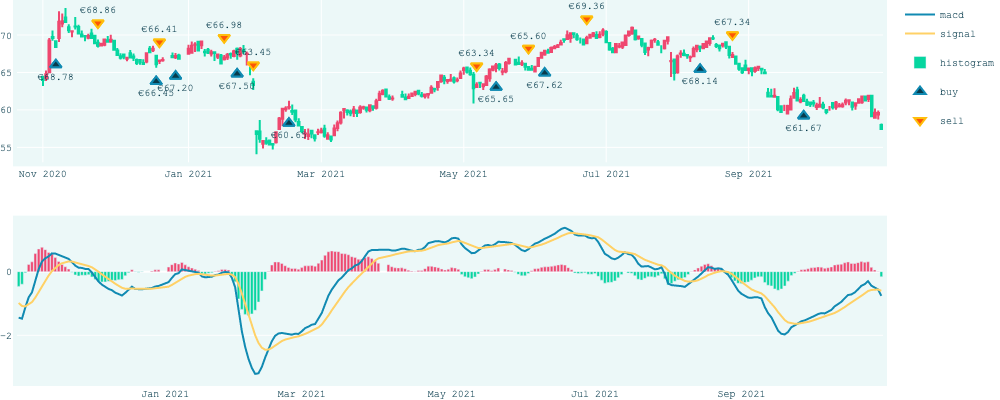 €68.86
€66.41
€66.98
€63.45
€63.34
€65.60
€69.36
€67.34
70
65
60
55
€68.78
€66.45
€67.20
€67.50
€65.65
€67.62
€68.14
€61.67
Nov 2020
Jan 2021
Mar 2021
May 2021
Jul 2021
Sep 2021
macd
signal
histogram
buy
sell
0
−2
Jan 2021
Mar 2021
May 2021
Jul 2021
Sep 2021